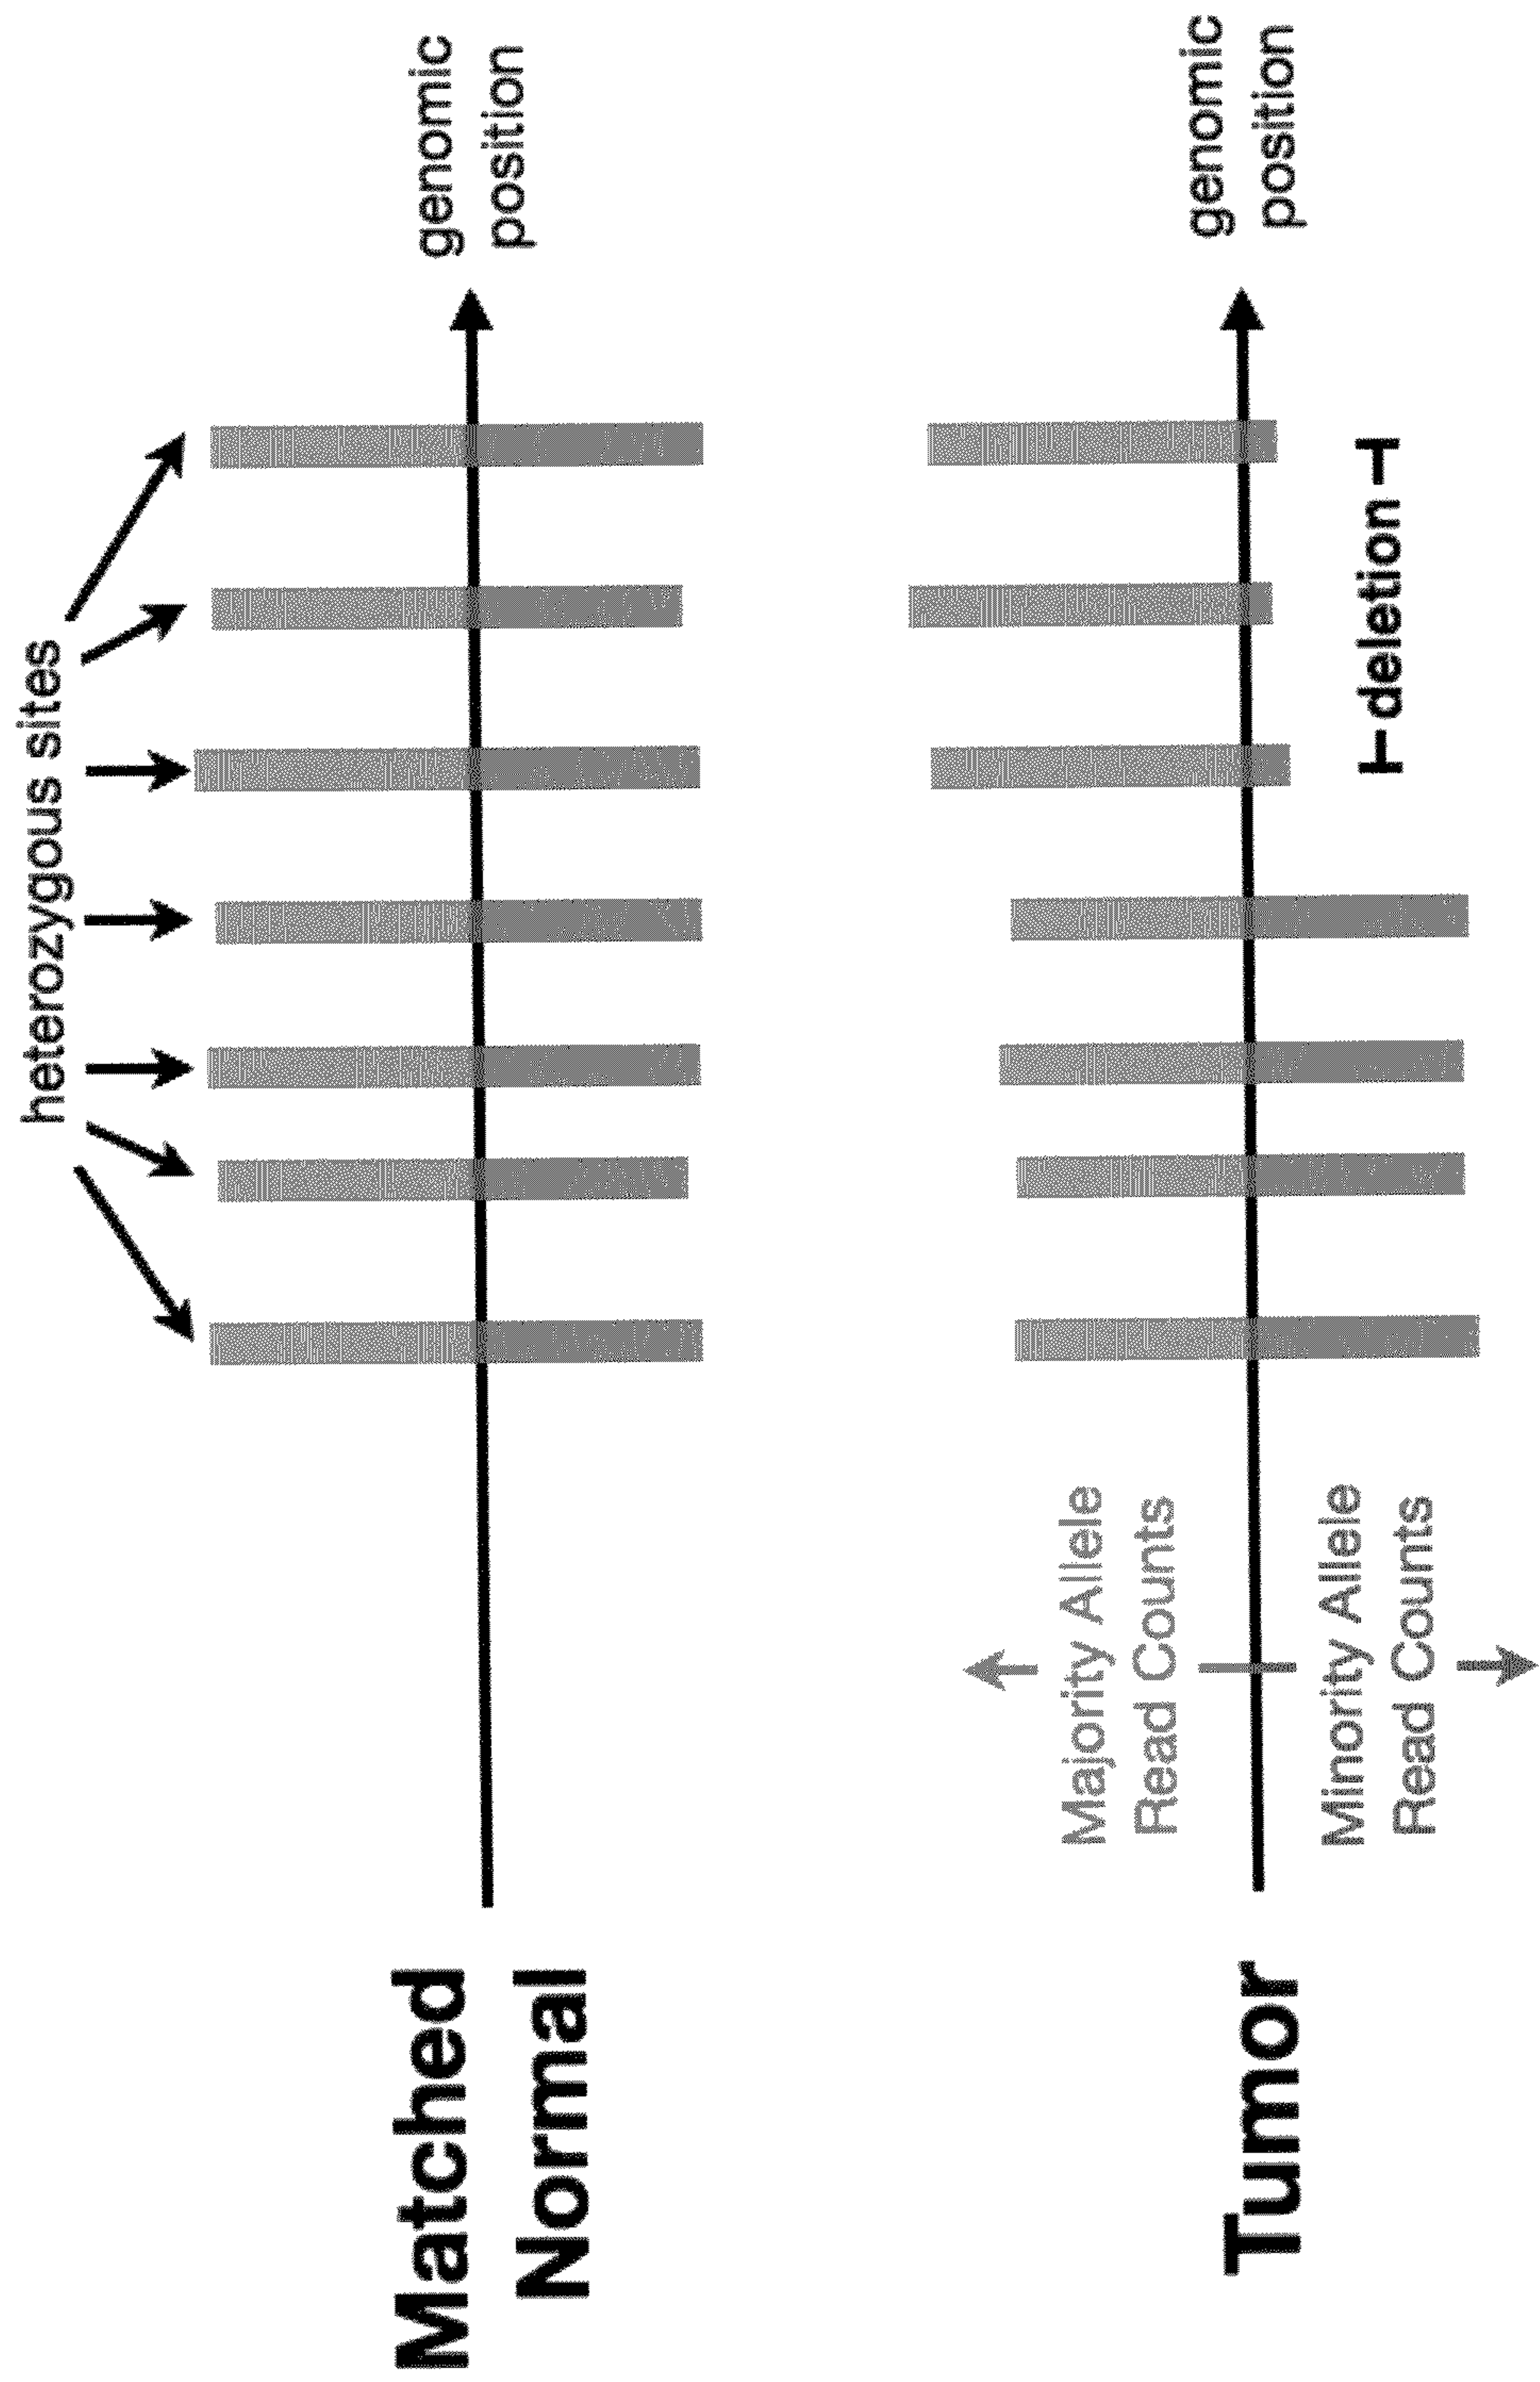 heterozygous sites
Matched
Normal
genomic
position
Majority Allele
Read Counts
Tumor
genomic
position
Minority Allele
Read Counts
deletion